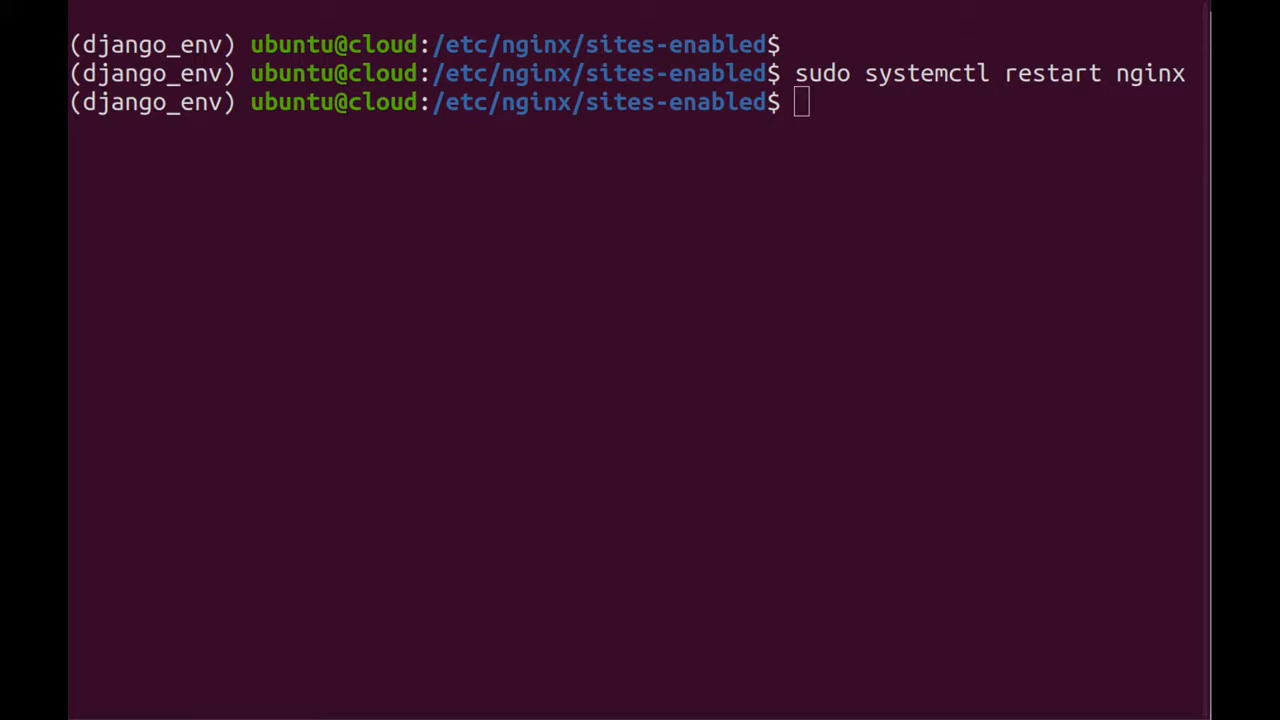 (django_env) ubuntu@cloud:/etc/nginx/sites-enabled$
(django_env) ubuntu@cloud:/etc/nginx/sites-enabled$ sudo systemctl restart nginx
(django_env) ubuntu@cloud:/etc/nginx/sites-enabled$